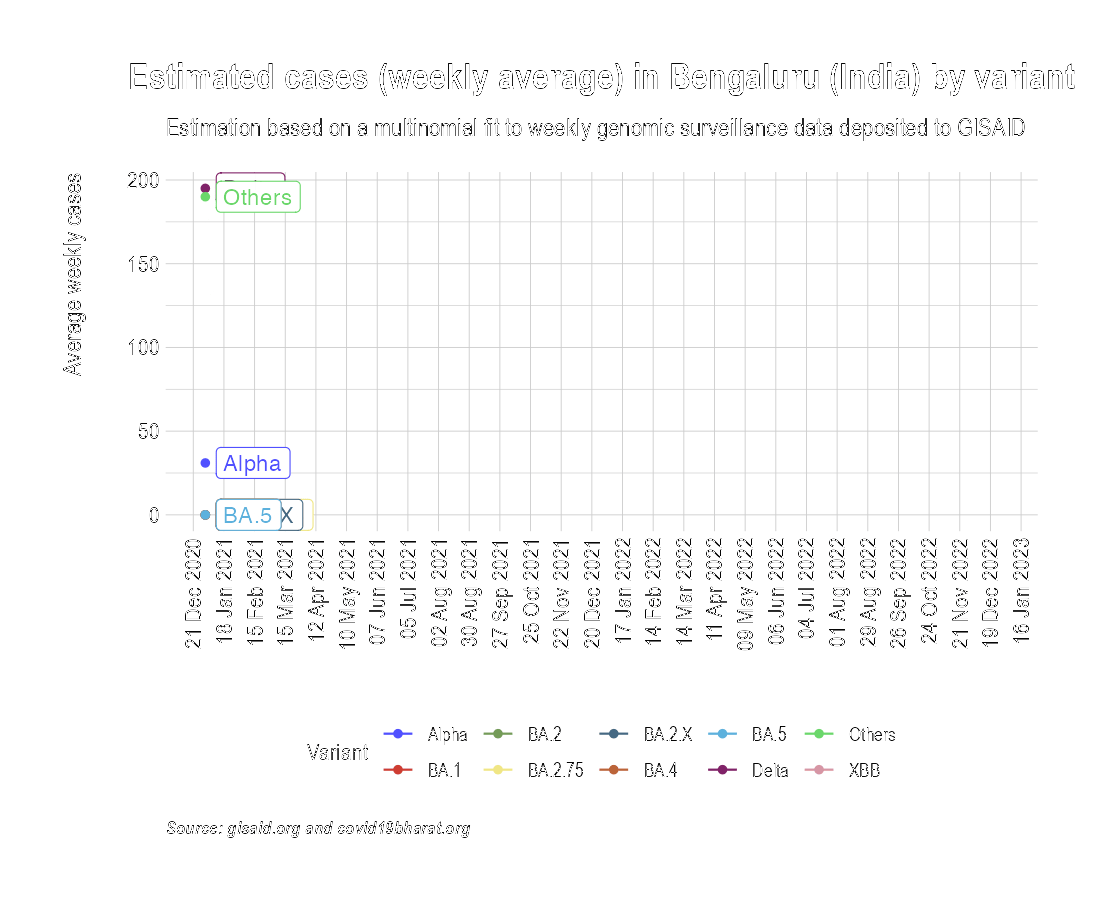 Estimated cases (weekly average) in Bengaluru (India) by variant
Estimation based on a multinomial fit to weekly genomic surveillance data deposited to GISAID
Average weekly cases
200
150
100
50
0
Others
Alpha
BA.5
X
21 Dec 2020
18 Jan 2021
15 Feb 2021
15 Mar 2021
12 Apr 2021
10 May 2021
07 Jun 2021
05 Jul 2021
02 Aug 2021
30 Aug 2021
27 Sep 2021
25 Oct 2021
22 Nov 2021
20 Dec 2021
17 Jan 2022
14 Feb 2022
14 Mar 2022
11 Apr 2022
09 May 2022
06 Jun 2022
04 Jul 2022
01 Aug 2022
29 Aug 2022
26 Sep 2022
24 Oct 2022
21 Nov 2022
19 Dec 2022
16 Jan 2023
Variant
Alpha BA.2 BA.2.X BA.5 Others
BA.1 BA.2.75 BA.4 Delta XBB
Source: gisaid.org and covid19bharat.org